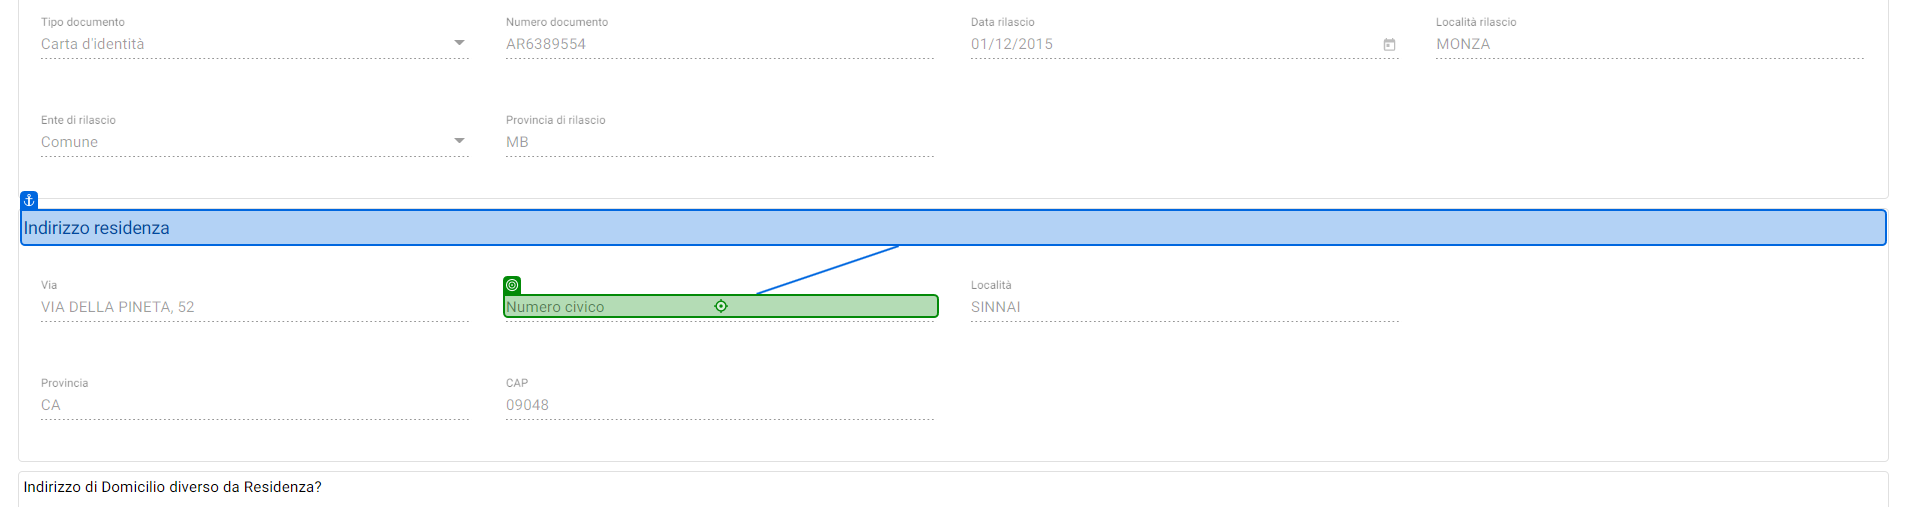 Tipo documento
Numero documento
Data rilascio
Località rilascio
Carta d'identità
AR6389554
01/12/2015
MONZA
Ente di rilascio
Provincia di rilascio
Comune
MB
Indirizzo residenza
Via
Località
VIA DELLA PINETA, 52
Numero civico
SINNAI
Provincia
CAP
CA
09048
Indirizzo di Domicilio diverso da Residenza?